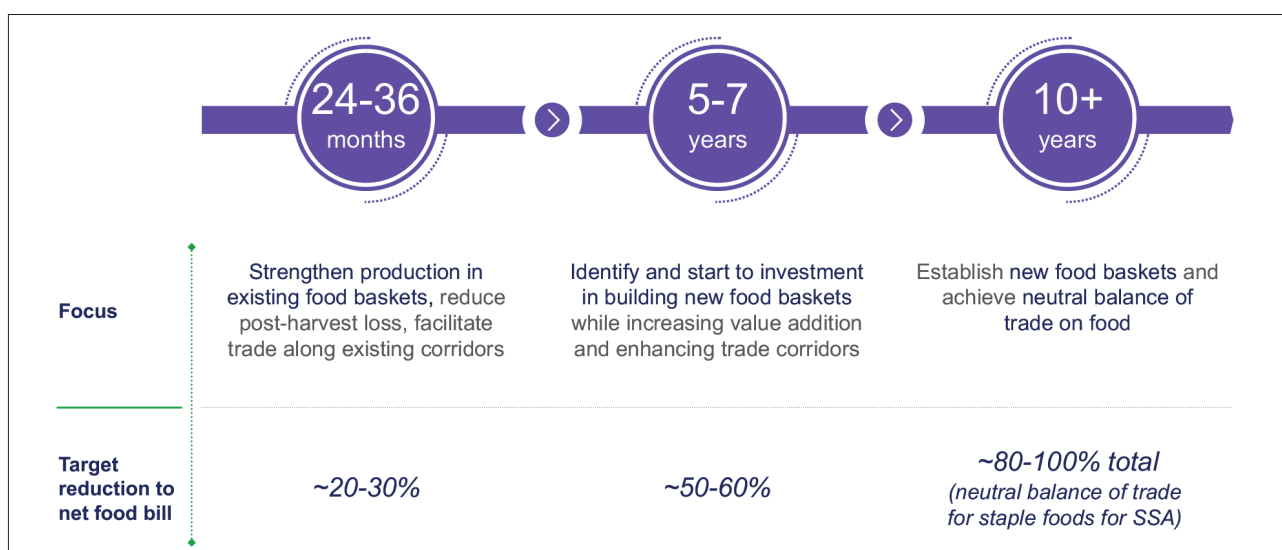 24-36
months
5-7
years
10+
years
Focus
Strengthen production in
existing food baskets, reduce
post-harvest loss, facilitate
trade along existing corridors
Identify and start to investment
in building new food baskets
while increasing value addition
and enhancing trade corridors
Establish new food baskets and
achieve neutral balance of
trade on food
Target
reduction to
net food bill
~20-30%
~50-60%
~80-100% total
(neutral balance of trade
for staple foods for SSA)